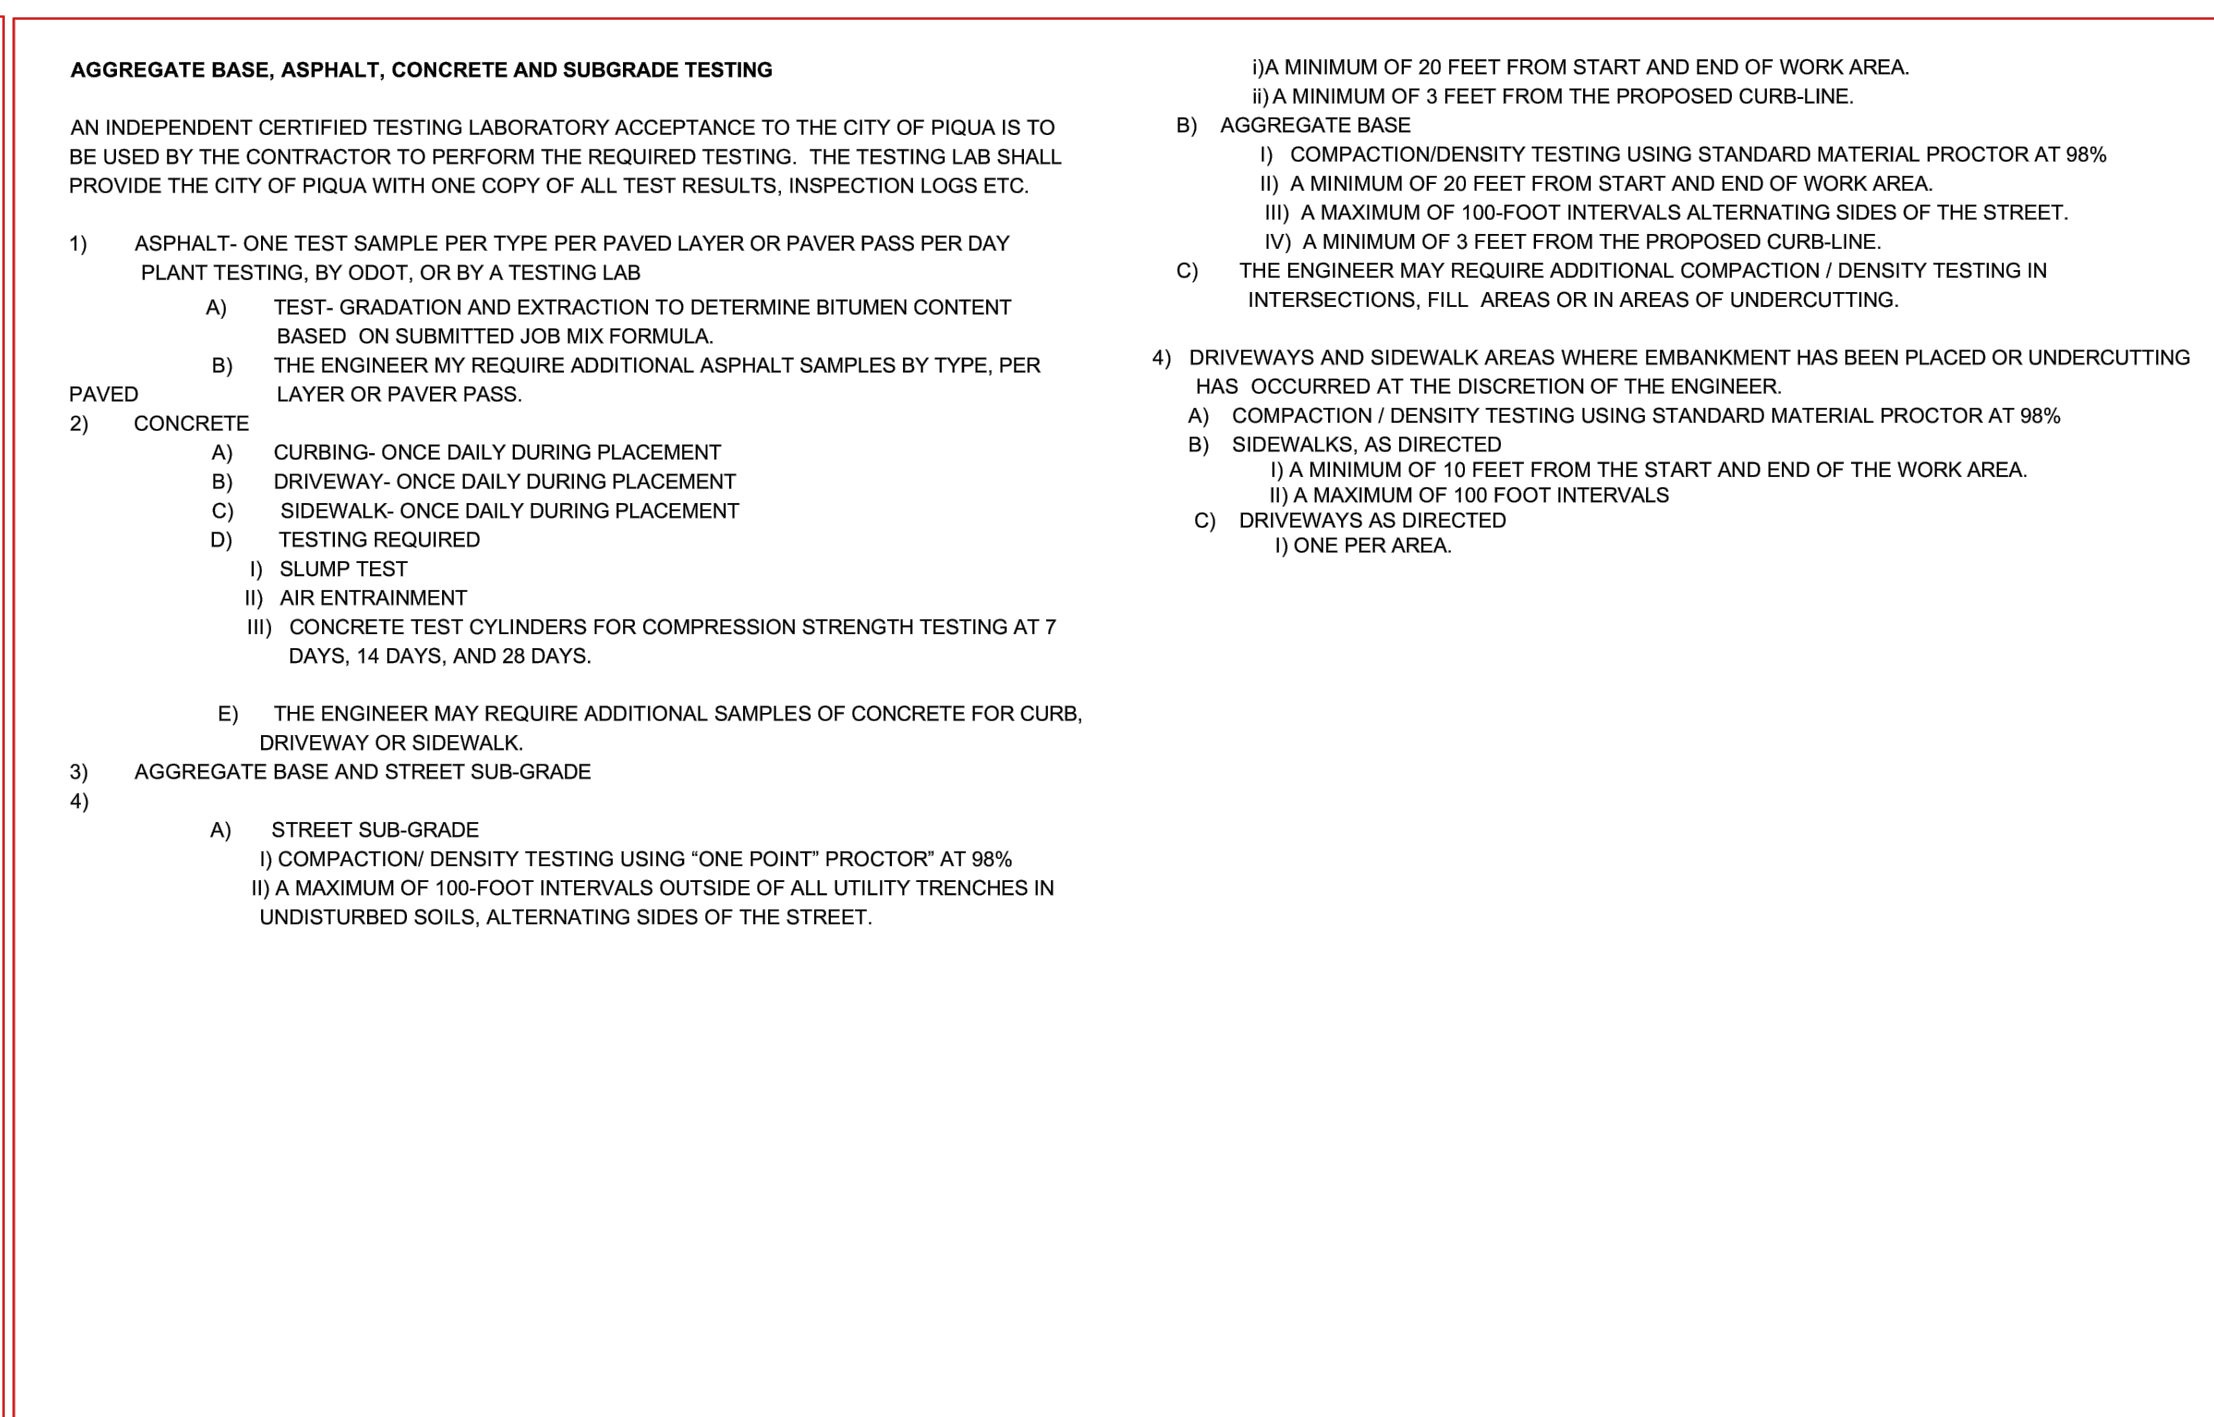 AGGREGATE BASE, ASPHALT, CONCRETE AND SUBGRADE TESTING
AN INDEPENDENT CERTIFIED TESTING LABORATORY ACCEPTANCE TO THE CITY OF PIQUA IS TO
BE USED BY THE CONTRACTOR TO PERFORM THE REQUIRED TESTING. THE TESTING LAB SHALL
PROVIDE THE CITY OF PIQUA WITH ONE COPY OF ALL TEST RESULTS, INSPECTION LOGS ETC.
1) ASPHALT- ONE TEST SAMPLE PER TYPE PER PAVED LAYER OR PAVER PASS PER DAY
PLANT TESTING, BY ODOT, OR BY A TESTING LAB
A) TEST- GRADATION AND EXTRACTION TO DETERMINE BITUMEN CONTENT
BASED ON SUBMITTED JOB MIX FORMULA.
B) THE ENGINEER MY REQUIRE ADDITIONAL ASPHALT SAMPLES BY TYPE, PER
PAVED LAYER OR PAVER PASS.
2) CONCRETE
A) CURBING- ONCE DAILY DURING PLACEMENT
B) DRIVEWAY- ONCE DAILY DURING PLACEMENT
C) SIDEWALK- ONCE DAILY DURING PLACEMENT
D) TESTING REQUIRED
I) SLUMP TEST
II) AIR ENTRAINMENT
III) CONCRETE TEST CYLINDERS FOR COMPRESSION STRENGTH TESTING AT 7
DAYS, 14 DAYS, AND 28 DAYS.
E) THE ENGINEER MAY REQUIRE ADDITIONAL SAMPLES OF CONCRETE FOR CURB,
DRIVEWAY OR SIDEWALK.
3) AGGREGATE BASE AND STREET SUB-GRADE
4)
A) STREET SUB-GRADE
I) COMPACTION/ DENSITY TESTING USING “ONE POINT” PROCTOR” AT 98%
II) A MAXIMUM OF 100-FOOT INTERVALS OUTSIDE OF ALL UTILITY TRENCHES IN
UNDISTURBED SOILS, ALTERNATING SIDES OF THE STREET.
i)A MINIMUM OF 20 FEET FROM START AND END OF WORK AREA.
ii) A MINIMUM OF 3 FEET FROM THE PROPOSED CURB-LINE.
B) AGGREGATE BASE
I) COMPACTION/DENSITY TESTING USING STANDARD MATERIAL PROCTOR AT 98%
II) A MINIMUM OF 20 FEET FROM START AND END OF WORK AREA.
III) A MAXIMUM OF 100-FOOT INTERVALS ALTERNATING SIDES OF THE STREET.
IV) A MINIMUM OF 3 FEET FROM THE PROPOSED CURB-LINE.
C) THE ENGINEER MAY REQUIRE ADDITIONAL COMPACTION / DENSITY TESTING IN
INTERSECTIONS, FILL AREAS OR IN AREAS OF UNDERCUTTING.
4) DRIVEWAYS AND SIDEWALK AREAS WHERE EMBANKMENT HAS BEEN PLACED OR UNDERCUTTING
HAS OCCURRED AT THE DISCRETION OF THE ENGINEER.
A) COMPACTION / DENSITY TESTING USING STANDARD MATERIAL PROCTOR AT 98%
B) SIDEWALKS, AS DIRECTED
I) A MINIMUM OF 10 FEET FROM THE START AND END OF THE WORK AREA.
II) A MAXIMUM OF 100 FOOT INTERVALS
C) DRIVEWAYS AS DIRECTED
I) ONE PER AREA.